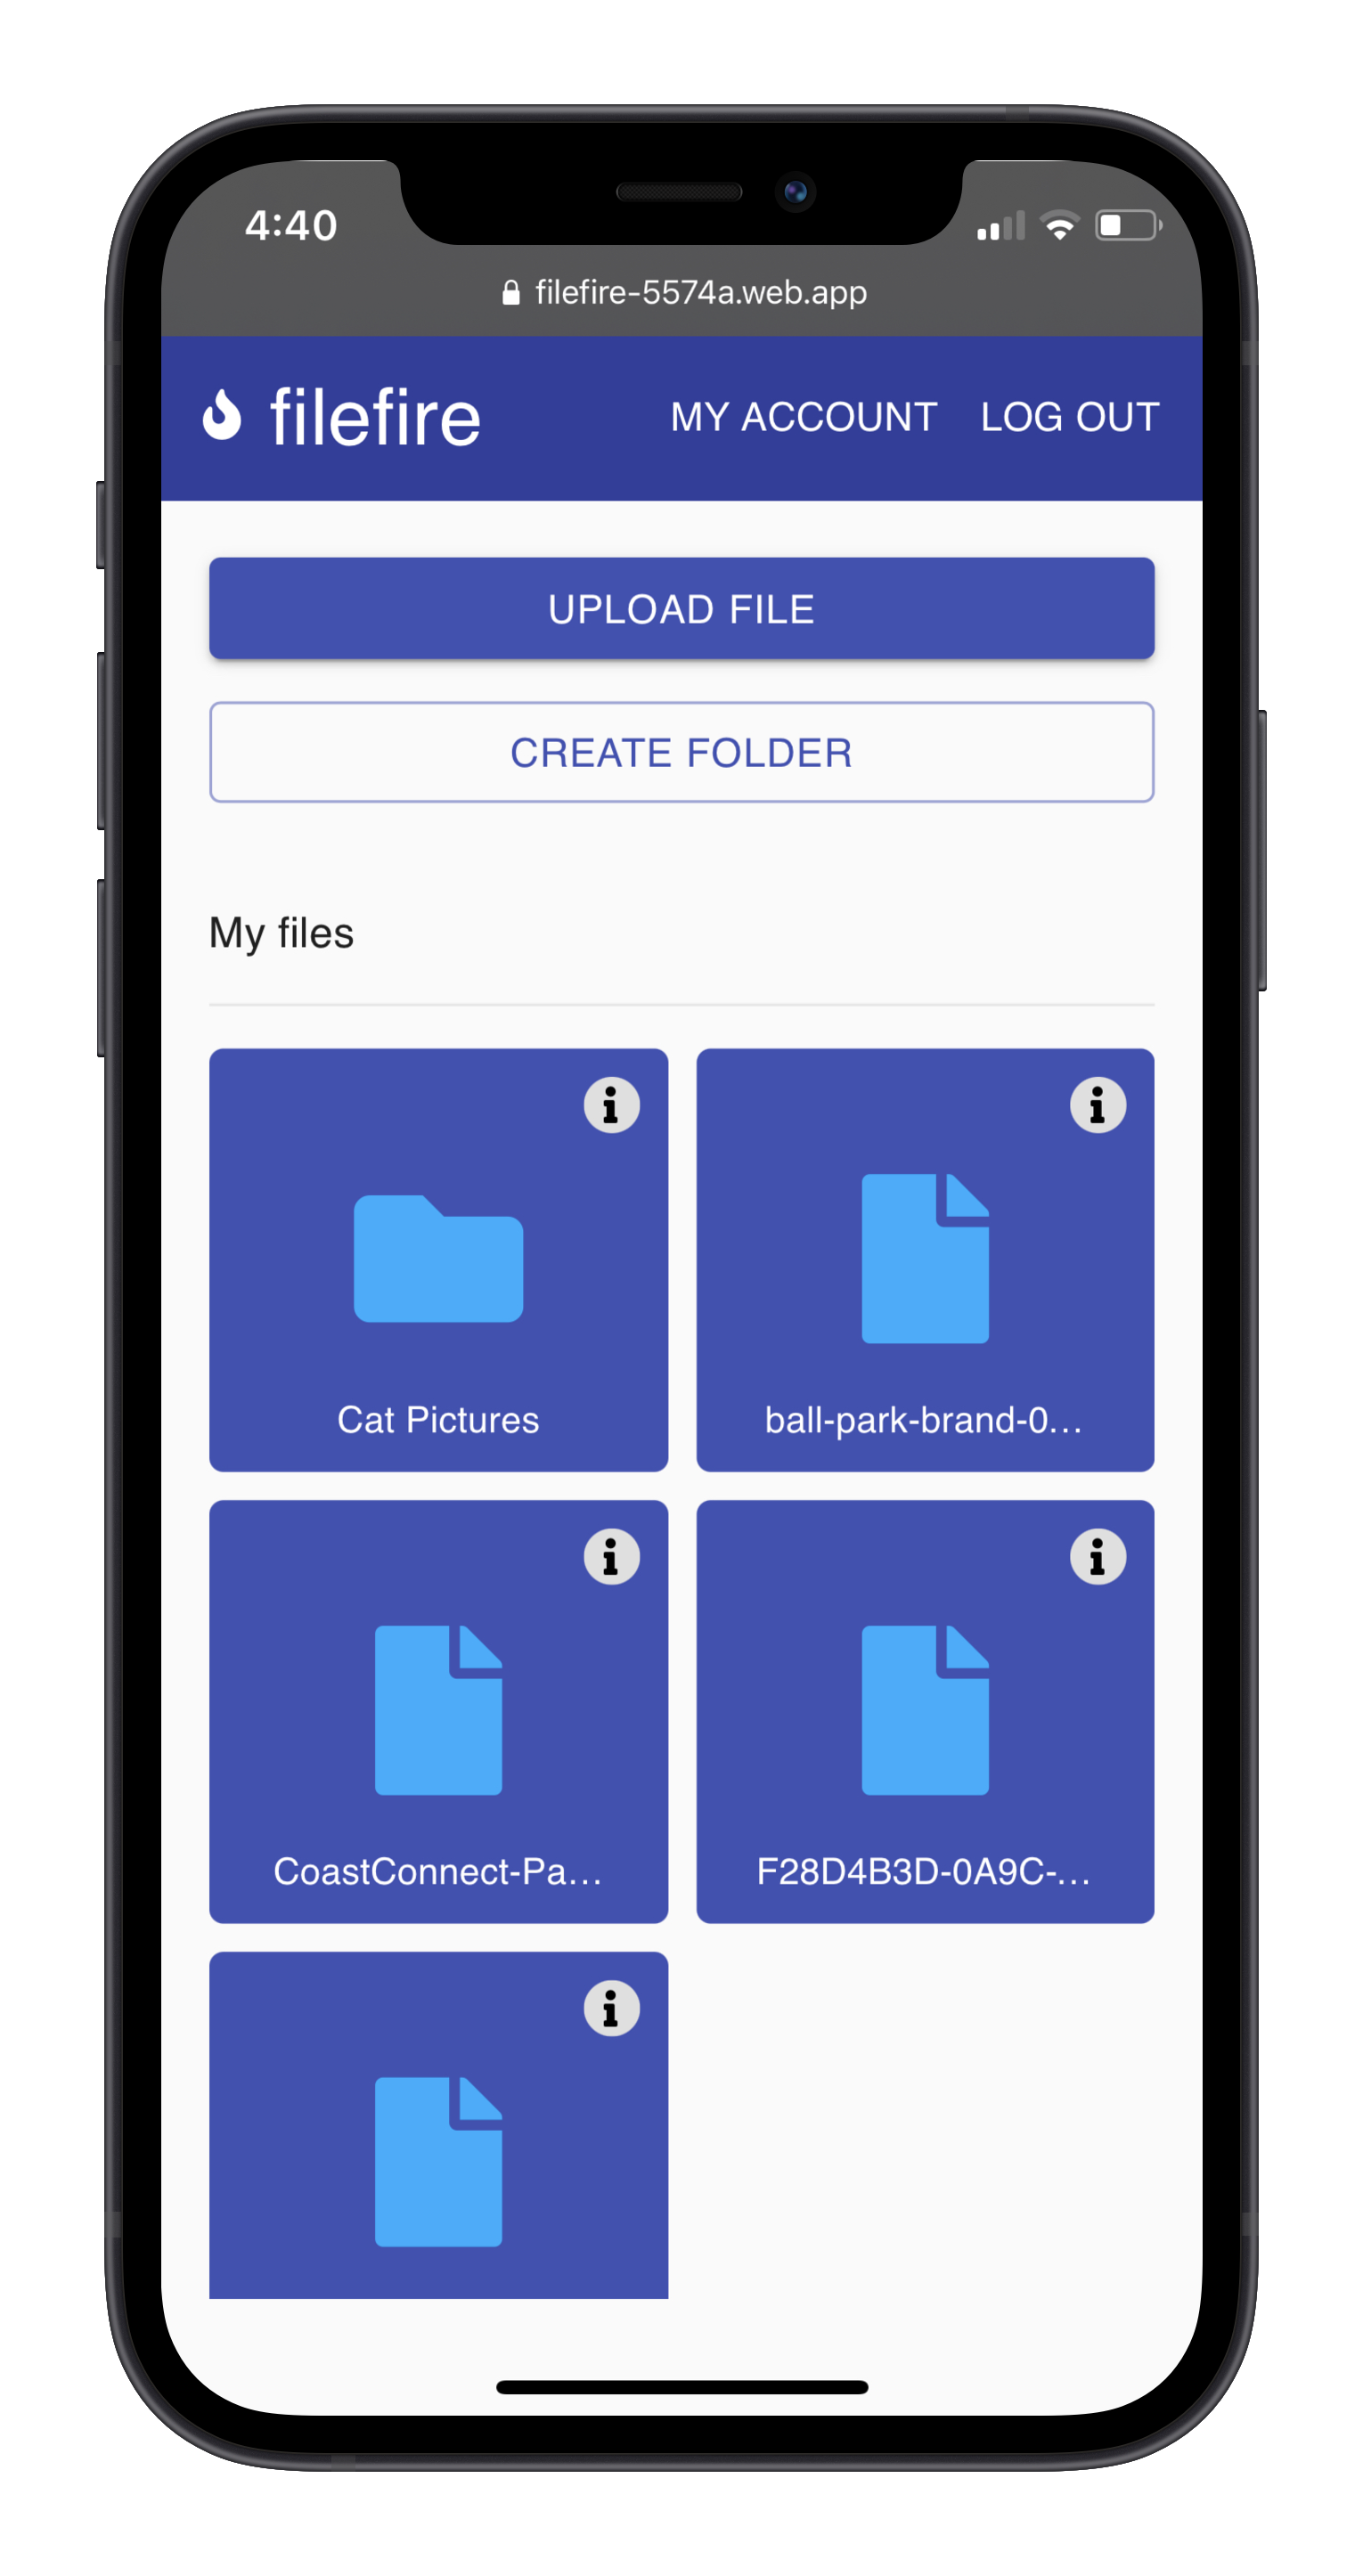 4:40
filefire-5574a.web.app
filefire MY ACCOUNT LOG OUT
UPLOAD FILE
CREATE FOLDER
My files
Cat Pictures ball-park-brand-0...
CoastConnect-Pa... F28D4B3D-0A9C-...